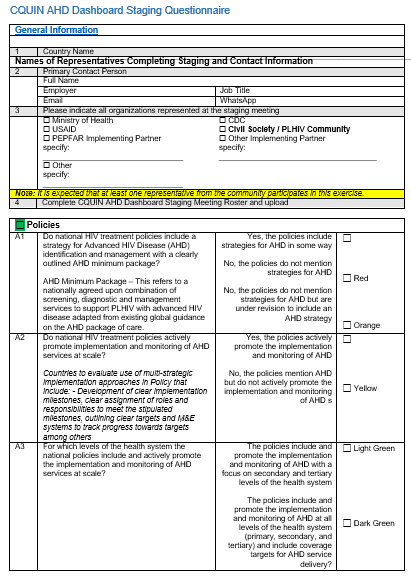 CQUIN AHD Dashboard Staging Questionnaire
General Information
1 Country Name
Names of Representatives Completing Staging and Contact Information
2 Primary Contact Person
Full Name
Employer Job Title
Email WhatsApp
3 Please indicate all organizations represented at the staging meeting
☐ Ministry of Health ☐ CDC
☐ USAID ☐ Civil Society / PLHIV Community
☐ PEPFAR Implementing Partner ☐ Other Implementing Partner
specify: specify:
☐ Other
specify:
Note: It is expected that at least one representative from the community participates in this exercise.
4 Complete CQUIN AHD Dashboard Staging Meeting Roster and upload
Policies
A1
Do national HIV treatment policies include a
strategy for Advanced HIV Disease (AHD)
identification and management with a clearly
outlined AHD minimum package?
AHD Minimum Package – This refers to a
nationally agreed upon combination of
screening, diagnostic and management
services to support PLHIV with advanced HIV
disease adapted from existing global guidance
on the AHD package of care.
Yes, the policies include
strategies for AHD in some way
No, the policies do not mention
strategies for AHD
No, the policies do not mention
strategies for AHD but are
under revision to include an
AHD strategy
☐
☐ Red
☐ Orange
A2
Do national HIV treatment policies actively
promote implementation and monitoring of AHD
services at scale?
Countries to evaluate use of multi-strategic
implementation approaches in Policy that
include: - Development of clear implementation
milestones, clear assignment of roles and
responsibilities to meet the stipulated
milestones, outlining clear targets and M&E
systems to track progress towards targets
among others
Yes, the policies actively
promote the implementation
and monitoring of AHD
No, the policies mention AHD
but do not actively promote the
implementation and monitoring
of AHD s
☐
☐ Yellow
A3
For which levels of the health system the
national policies include and actively promote
the implementation and monitoring of AHD
services at scale?
The policies include and
promote the implementation
and monitoring of AHD with a
focus on secondary and tertiary
levels of the health system
The policies include and
promote the implementation
and monitoring of AHD at all
levels of the health system
(primary, secondary, and
tertiary) and include coverage
targets for AHD service
delivery?
☐ Light Green
☐ Dark Green